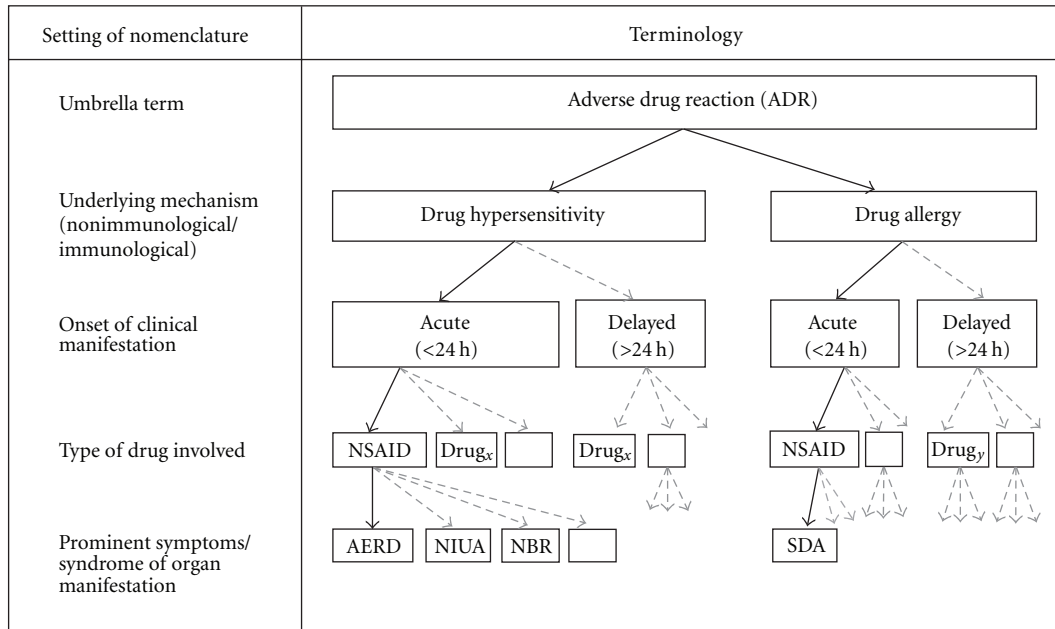 Setting of nomenclature
Terminology
Umbrella term
Adverse drug reaction (ADR)
Underlying mechanism
(nonimmunological/
immunological)
Drug hypersensitivity
Drug allergy
Onset of clinical
manifestation
Acute
(<24 h)
Delayed
(>24 h)
Acute
(<24 h)
Delayed
(>24 h)
Type of drug involved
NSAID
Drugx
Drugx
NSAID
Drugy
Prominent symptoms/
syndrome of organ
manifestation
AERD
NIUA
NBR
SDA